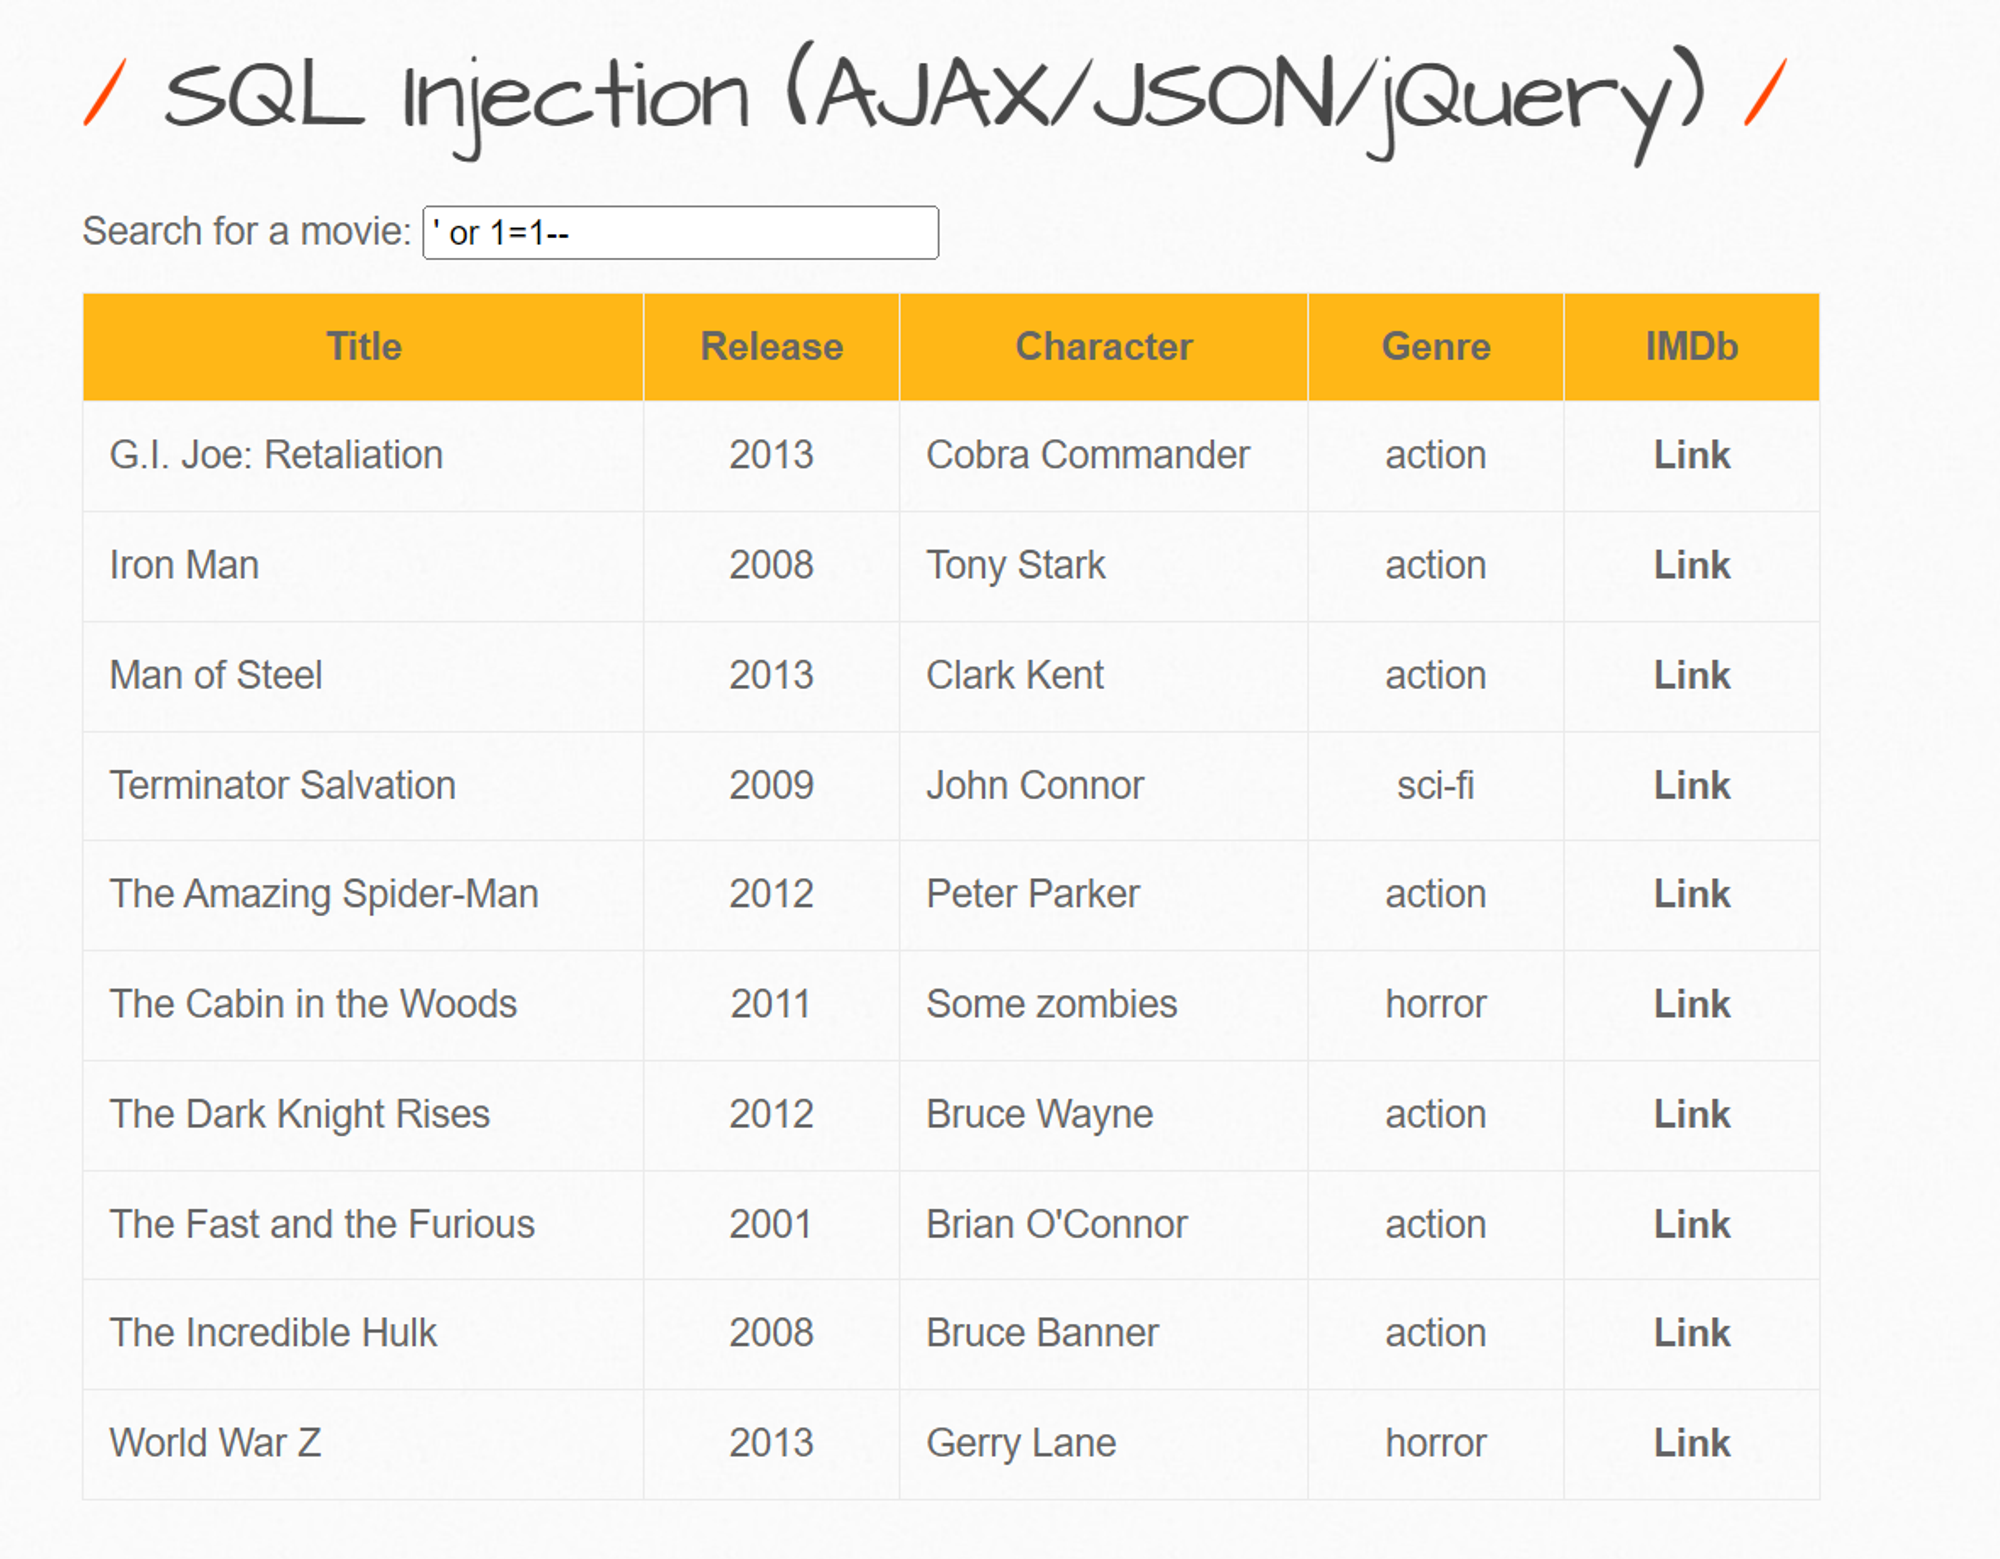 / SQL Injection (AJAX/JSON/jQuery) /
Search for a movie: ' or 1=1--
Title Release Character Genre IMDb
G.I. Joe: Retaliation 2013 Cobra Commander action Link
Iron Man 2008 Tony Stark action Link
Man of Steel 2013 Clark Kent action Link
Terminator Salvation 2009 John Connor sci-fi Link
The Amazing Spider-Man 2012 Peter Parker action Link
The Cabin in the Woods 2011 Some zombies horror Link
The Dark Knight Rises 2012 Bruce Wayne action Link
The Fast and the Furious 2001 Brian O'Connor action Link
The Incredible Hulk 2008 Bruce Banner action Link
World War Z 2013 Gerry Lane horror Link